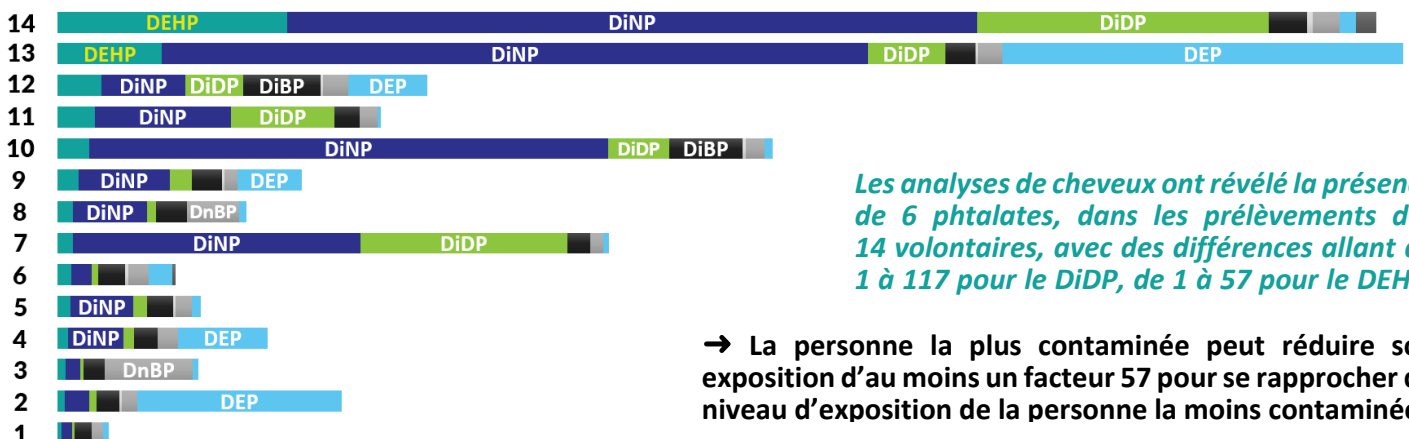 14 DEHP DiNP DiDP
13 DEHP DiNP DiDP DEP
12 DiNP DiDP DiBP DEP
11 DiNP DiDP
10 DiNP DiDP DiBP
9 DiNP DEP
8 DiNP DnBP
7 DiNP DiDP
6
5 DiNP
4 DiNP DEP
3 DnBP
2 DEP
1
Les analyses de cheveux ont révélé la
de 6 phtalates, dans les prélèvements
14 volontaires, avec des différences allant
1 à 117 pour le DiDP, de 1 à 57 pour le
➜ La personne la plus contaminée peut réduire
exposition d'au moins un facteur 57 pour se rapprocher
niveau d'exposition de la personne la moins